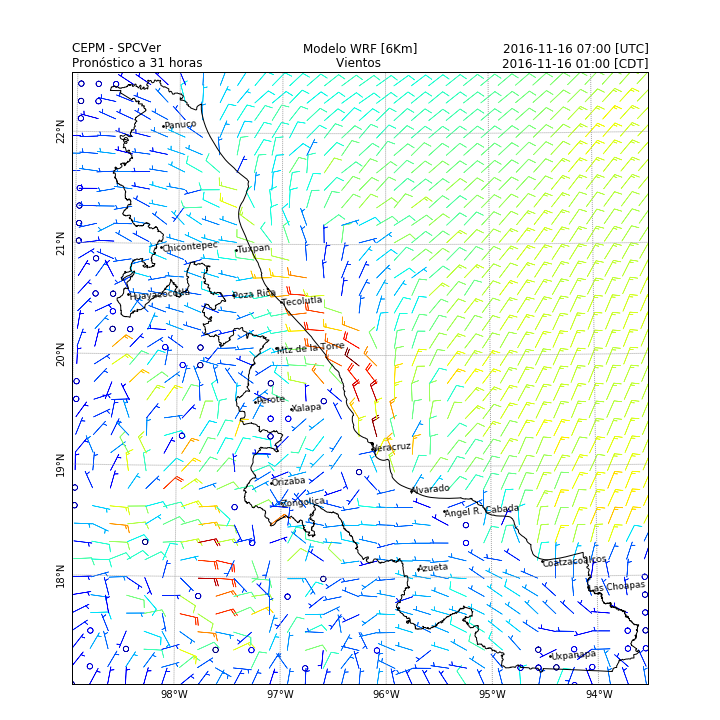 CEPM - SPCVer Modelo WRF [6Km] 2016-11-16 07:00 [UTC]
Pronóstico a 31 horas Vientos 2016-11-16 01:00 [CDT]
22°N
Panuco
21°N
Chicontepec Tuxpan
Huayacocotla Poza Rica Tecolutla
20°N
Mtz de la Torre
Perote Xalapa
19°N
Veracruz
Orizaba Alvarado
Zongolica Angel R. Cabada
18°N
Azueta Coatzacoalcos
Las Choapas
Uxpanapa
98°W 97°W 96°W 95°W 94°W